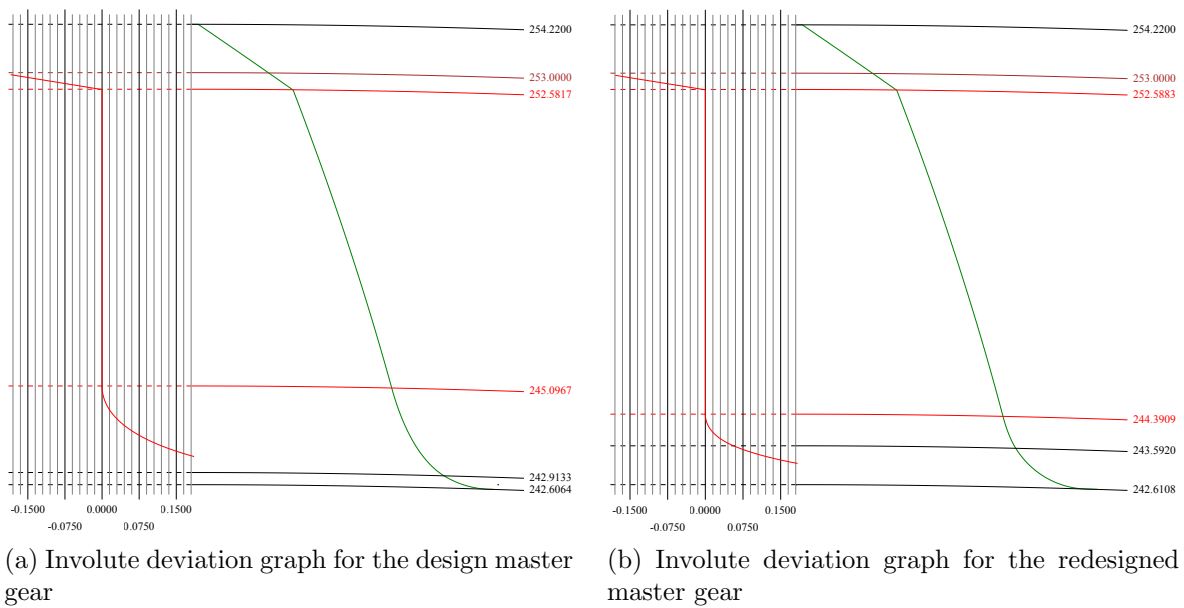 254.2200
253.0000
252.5817
245.0967
242.9133
242.6064
-0.1500 0.0000 0.1500
-0.0750 0.0750
(a) Involute deviation graph for the design master
gear
254.2200
253.0000
252.5883
244.3909
243.5920
242.6108
-0.1500 0.0000 0.1500
-0.0750 0.0750
(b) Involute deviation graph for the redesigned
master gear